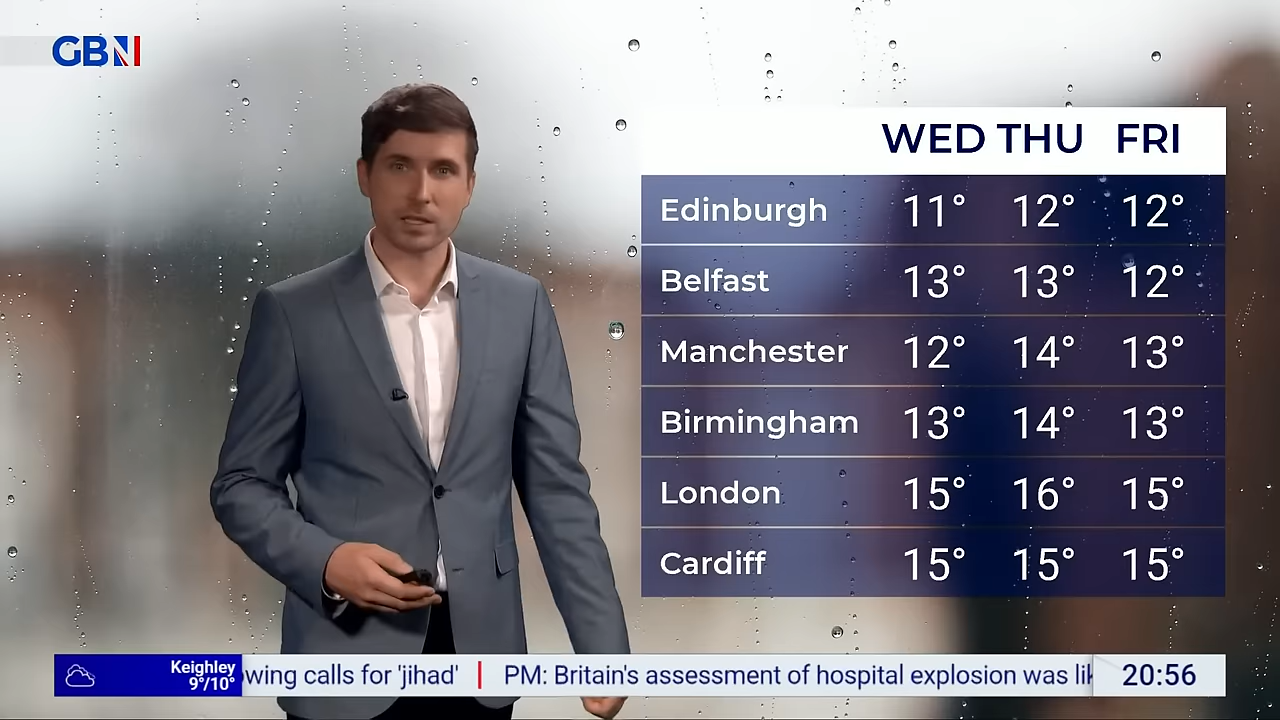 GBN
WED THU FRI
Edinburgh 11° 12° 12°
Belfast 13° 13° 12°
Manchester 12° 14° 13°
Birmingham 13° 14° 13°
London 15° 16° 15°
Cardiff 15° 15° 15°
Keighley
9°/10°
owing calls for 'jihad' | PM: Britain's assessment of hospital explosion was lik
20:56